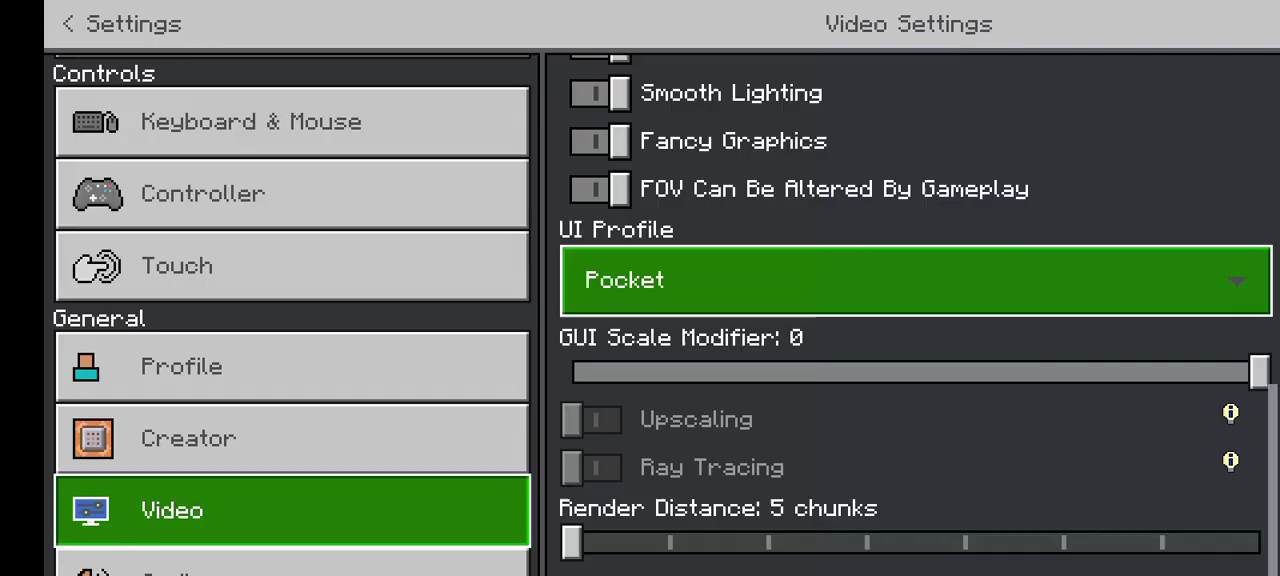 Settings
Video Settings
Controls
Keyboard & Mouse
Controller
Touch
General
Profile
Creator
Video
Smooth Lighting
Fancy Graphics
FOV Can Be Altered By Gameplay
UI Profile
Pocket
GUI Scale Modifier: 0
Upscaling
Ray Tracing
Render Distance: 5 chunks